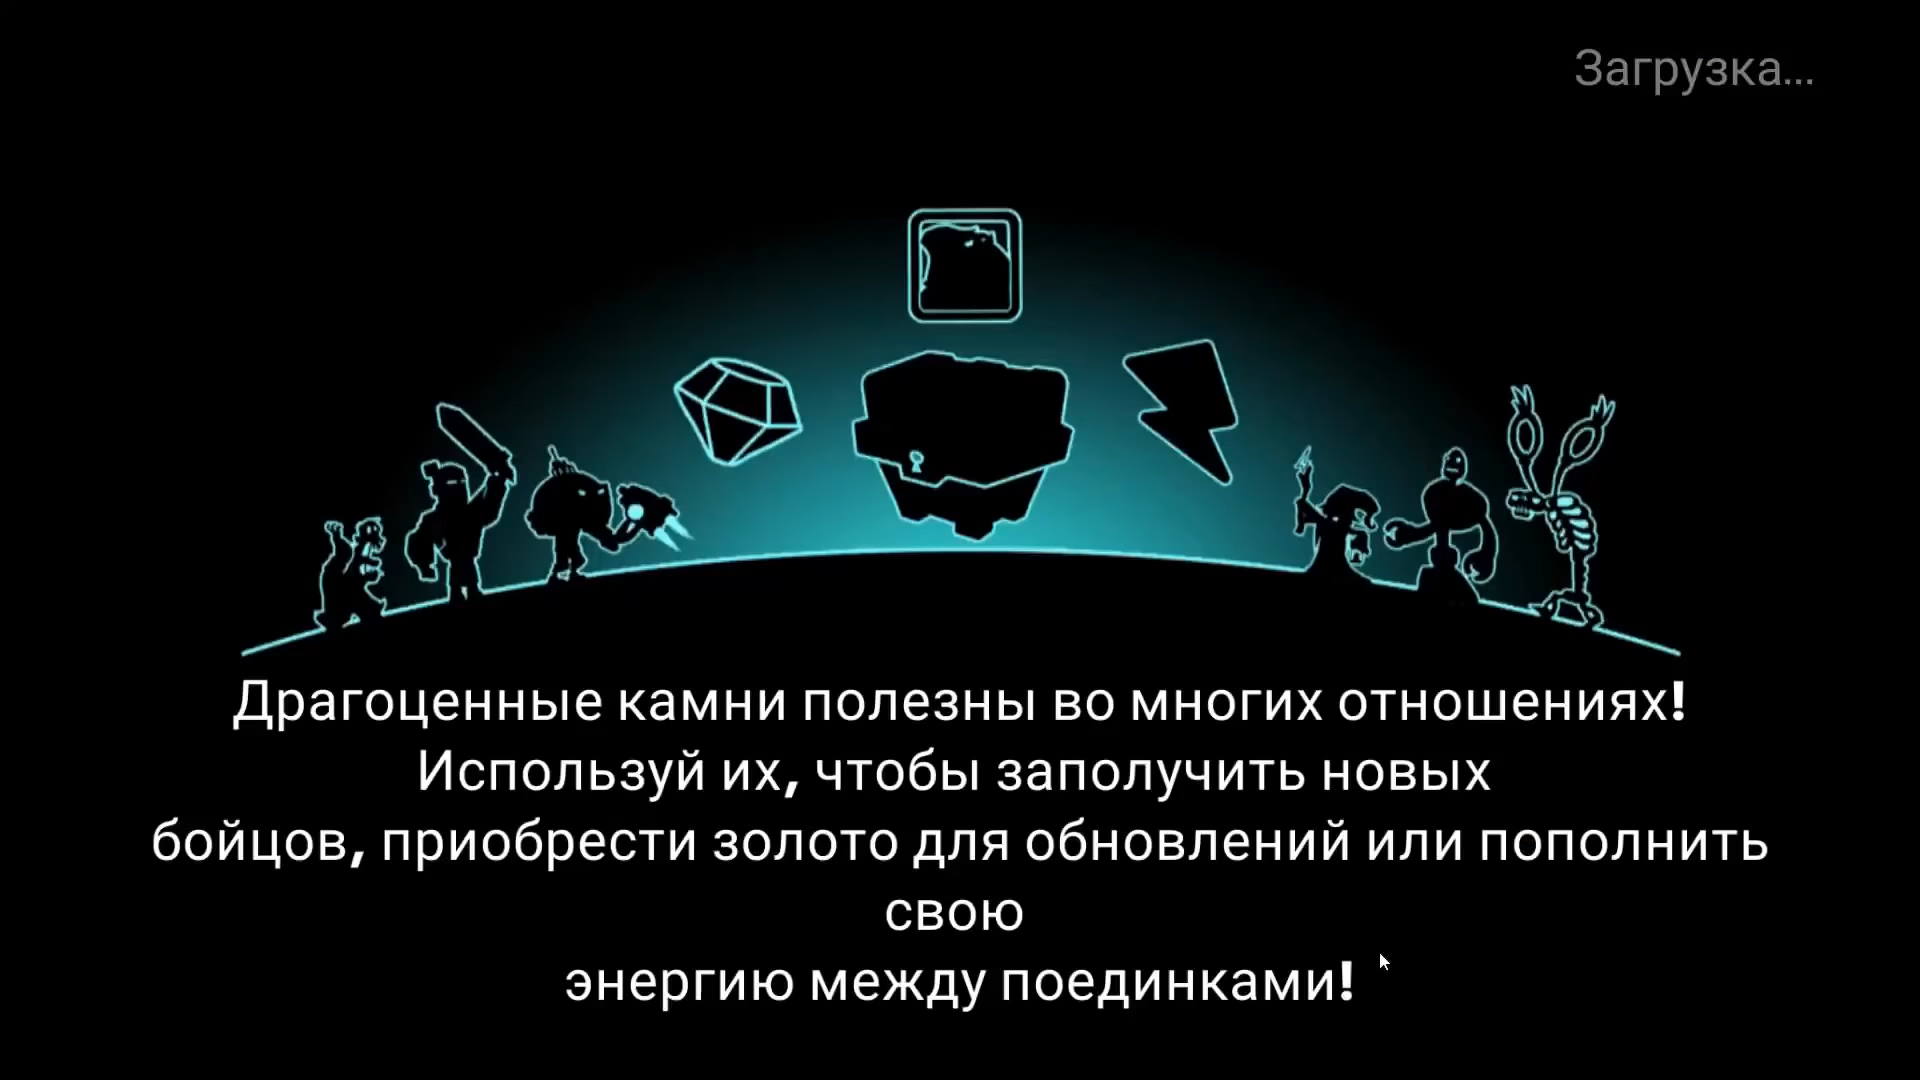 Загрузка...
Драгоценные камни полезны во многих отношениях!
Используй их, чтобы заполучить новых
бойцов, приобрести золото для обновлений или пополнить
свою
энергию между поединками!